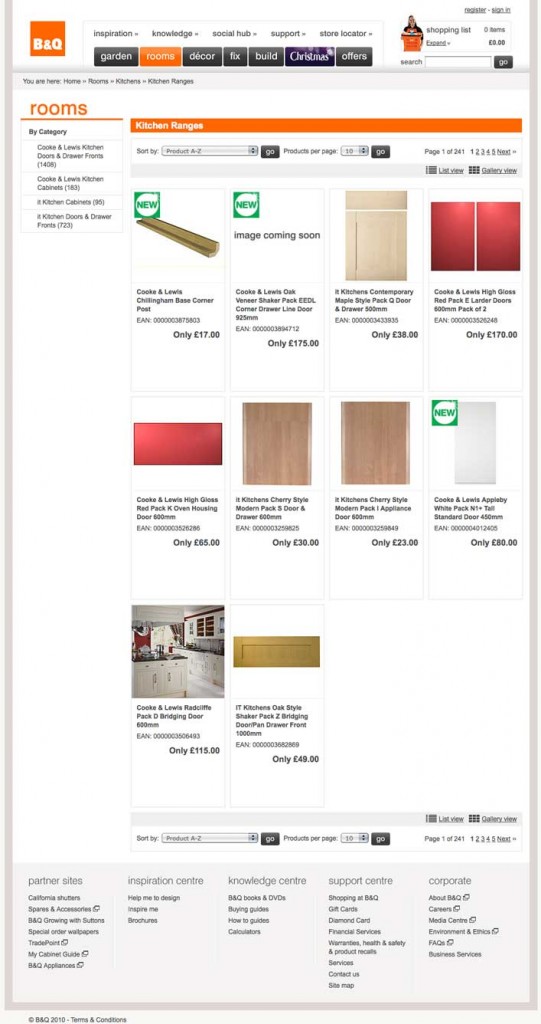 register - sign in
B&Q
inspiration » knowledge » social hub » support » store locator »
shopping list 0 items
Expand » £0.00
garden rooms décor fix build Christmas offers
search go
You are here: Home » Rooms » Kitchens » Kitchen Ranges
rooms
By Category
Cooke & Lewis Kitchen
Doors & Drawer Fronts
(1408)
Cooke & Lewis Kitchen
Cabinets (183)
it Kitchen Cabinets (95)
it Kitchen Doors & Drawer
Fronts (723)
Kitchen Ranges
Sort by: Product A-Z go Products per page: 10 go Page 1 of 241 1 2 3 4 5 Next »
List view Gallery view
NEW
Cooke & Lewis
Chillingham Base Corner
Post
EAN: 0000003875803
Only £17.00
NEW
image coming soon
Cooke & Lewis Oak
Veneer Shaker Pack EEDL
Corner Drawer Line Door
925mm
EAN: 0000003894712
Only £175.00
it Kitchens Contemporary
Maple Style Pack Q Door
& Drawer 500mm
EAN: 0000003433935
Only £38.00
Cooke & Lewis High Gloss
Red Pack E Larder Doors
600mm Pack of 2
EAN: 0000003526248
Only £170.00
Cooke & Lewis High Gloss
Red Pack K Oven Housing
Door 600mm
EAN: 0000003526286
Only £65.00
it Kitchens Cherry Style
Modern Pack S Door &
Drawer 600mm
EAN: 0000003259825
Only £30.00
it Kitchens Cherry Style
Modern Pack I Appliance
Door 600mm
EAN: 0000003259849
Only £23.00
NEW
Cooke & Lewis Appleby
White Pack N1+ Tall
Standard Door 450mm
EAN: 0000004012405
Only £80.00
Cooke & Lewis Radcliffe
Pack D Bridging Door
600mm
EAN: 0000003506493
Only £115.00
IT Kitchens Oak Style
Shaker Pack Z Bridging
Door/Pan Drawer Front
1000mm
EAN: 0000003682869
Only £49.00
List view Gallery view
Sort by: Product A-Z go Products per page: 10 go Page 1 of 241 1 2 3 4 5 Next »
partner sites
California shutters
Spares & Accessories
B&Q Growing with Suttons
Special order wallpapers
TradePoint
My Cabinet Guide
B&Q Appliances
inspiration centre
Help me to design
Inspire me
Brochures
knowledge centre
B&Q books & DVDs
Buying guides
How to guides
Calculators
support centre
Shopping at B&Q
Gift Cards
Diamond Card
Financial Services
Warranties, health & safety
& product recalls
Services
Contact us
Site map
corporate
About B&Q
Careers
Media Centre
Environment & Ethics
FAQs
Business Services
© B&Q 2010 - Terms & Conditions